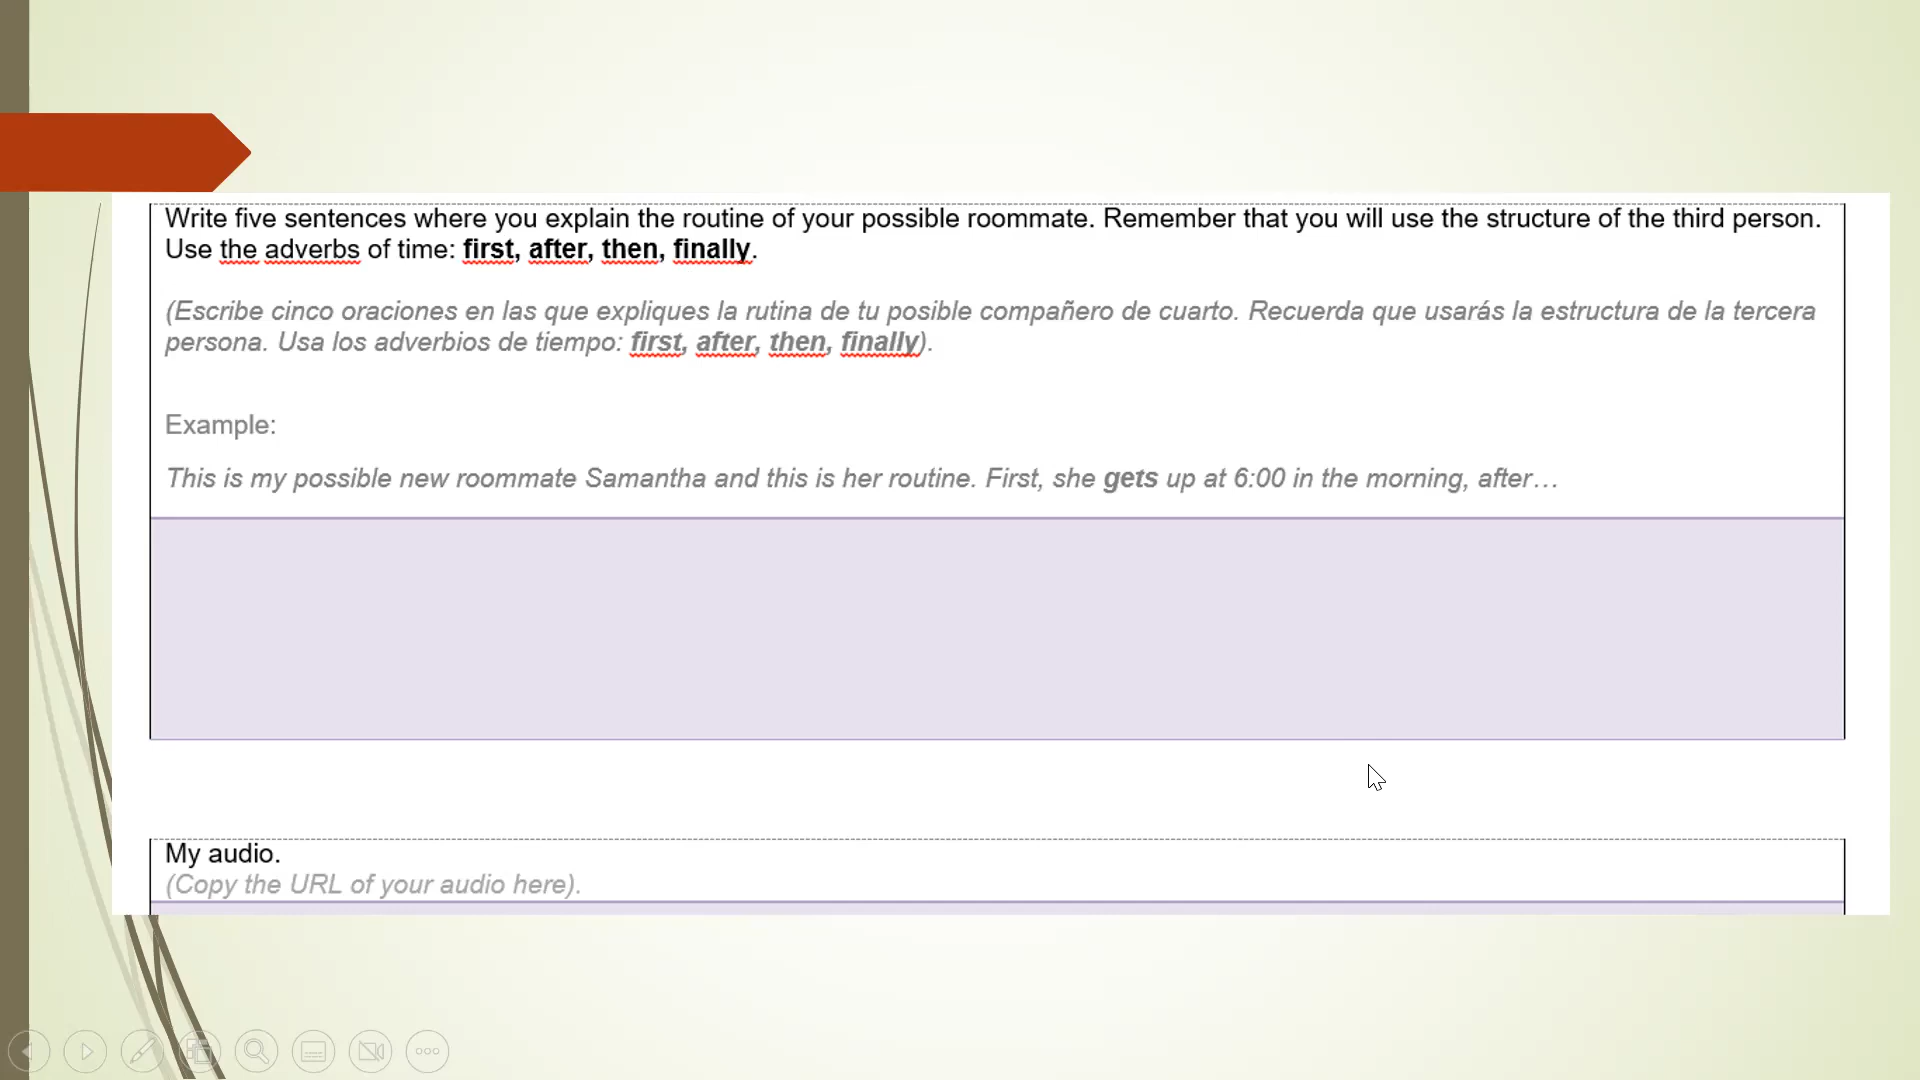 Write five sentences where you explain the routine of your possible roommate. Remember that you will use the structure of the third person.
Use the adverbs of time: first, after, then, finally.
(Escribe cinco oraciones en las que expliques la rutina de tu posible compañero de cuarto. Recuerda que usarás la estructura de la tercera
persona. Usa los adverbios de tiempo: first, after, then, finally).
Example:
This is my possible new roommate Samantha and this is her routine. First, she gets up at 6:00 in the morning, after…
My audio.
(Copy the URL of your audio here).